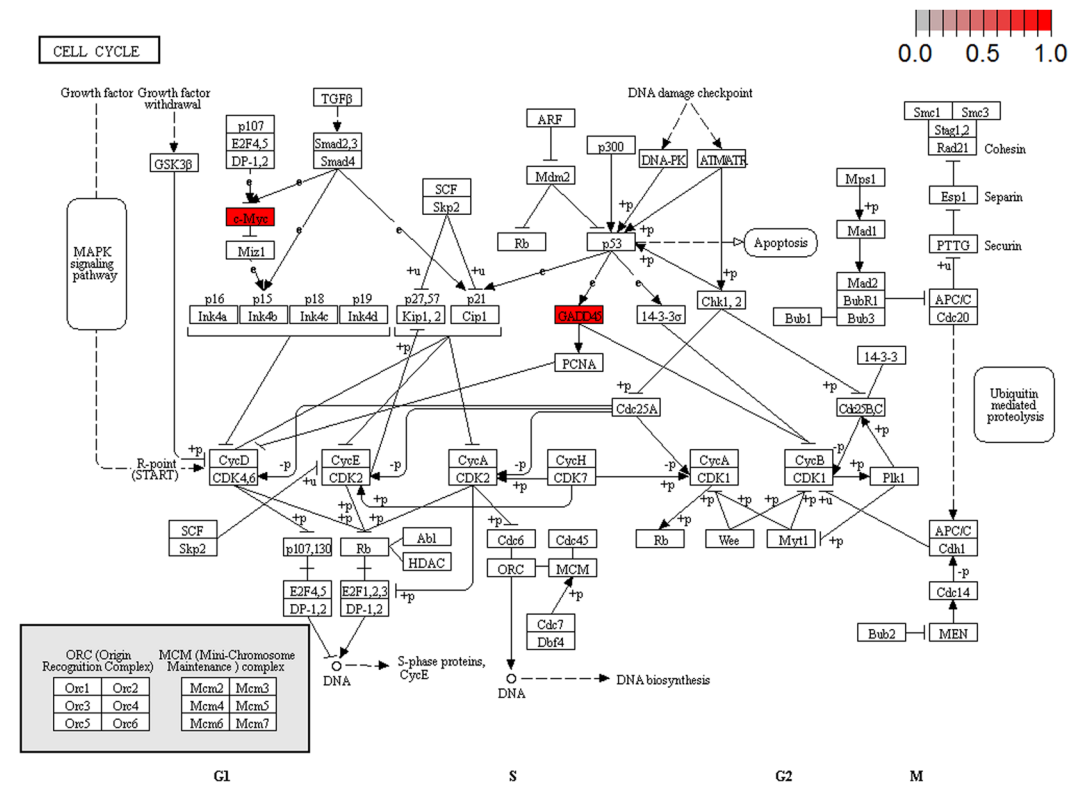 0.0 0.5 1.0
CELL CYCLE
Growth factor
Growth factor
withdrawal
TGFβ
DNA damage checkpoint
ARF
p300
DNA-PK
ATM/ATR
Smc1 Smc3
Stag1,2
Rad21
Cohesin
p107
E2F4,5
DP-1,2
Smad2,3
Smad4
GSK3β
e
e
SCF
Skp2
Mdm2
+p
Mps1
+p
Esp1
Separin
c-Myc
Miz1
e
e
e
Rb
p53
+p
+p
Apoptosis
Mad1
PTTG
Securin
+u
MAPK
signaling
pathway
+u
+u
e
e
e
+p
Chk1, 2
Mad2
BubR1
Bub3
Bub1
APC/C
Cdc20
p16
Ink4a
p15
Ink4b
p18
Ink4c
p19
Ink4d
p27,57
Kip1, 2
p21
Cip1
GADD45
14-3-3σ
PCNA
+p
14-3-3
+p
+p
Cdc25A
Cdc25B,C
Ubiquitin
mediated
proteolysis
R-point
(START)
+p
CycD
CDK4,6
-p
CycE
CDK2
-p
CycA
CDK2
-p
+p
CycH
CDK7
-p
+p
CycA
CDK1
CycB
CDK1
-p
+p
+p
Plk1
+u
+p
+p
+p
+p
+p
+p
+p
+p
+p
+u
SCF
Skp2
p107,130
Rb
Abl
HDAC
Cdc6
Cdc45
ORC
MCM
Rb
Wee
Myt1
+p
APC/C
Cdh1
-p
E2F4,5
DP-1,2
E2F1,2,3
DP-1,2
+p
+p
Cdc7
Dbf4
Cdc14
Bub2
MEN
DNA
S-phase proteins,
CycE
DNA
DNA biosynthesis
ORC (Origin
Recognition Complex)
MCM (Mini-Chromosome
Maintenance ) complex
Orc1 Orc2
Orc3 Orc4
Orc5 Orc6
Mcm2 Mcm3
Mcm4 Mcm5
Mcm6 Mcm7
G1 S G2 M